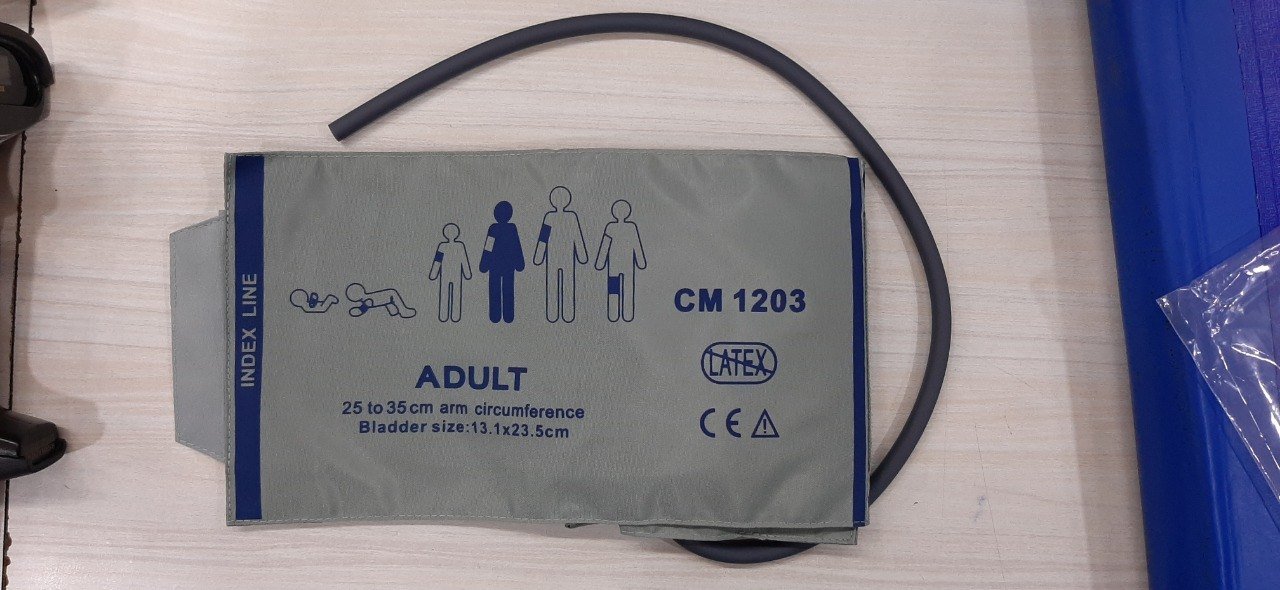 INDEX LINE
CM 1203
LATEX
ADULT
25 to 35cm arm circumference
Bladder size:13.1x23.5cm
CE